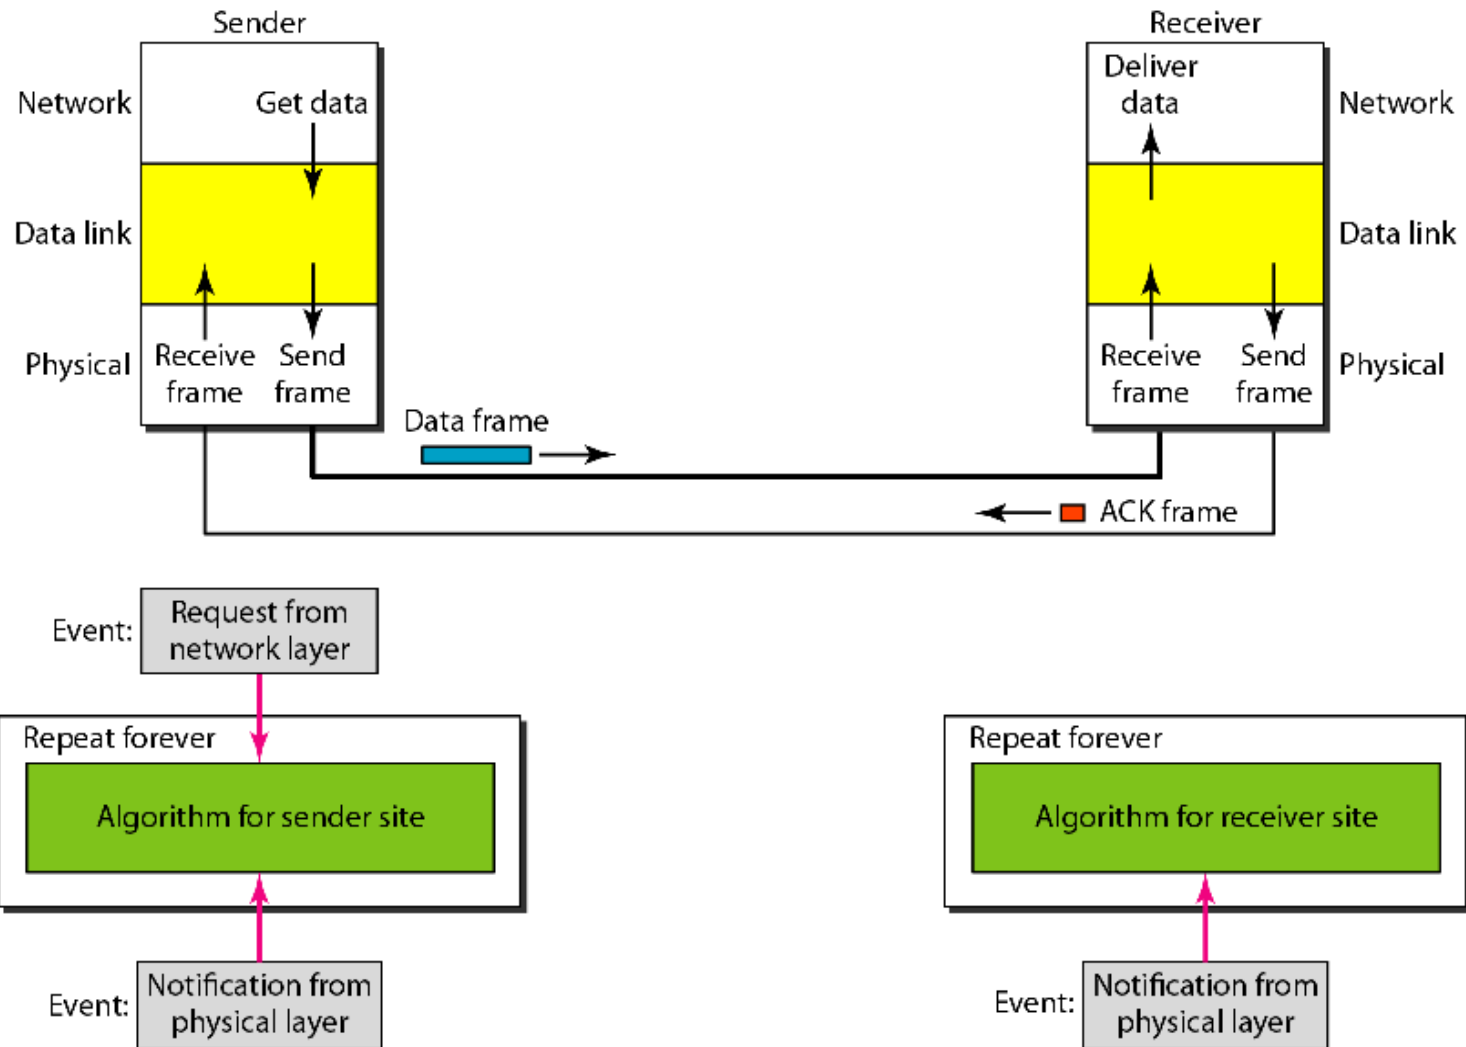 Sender
Receiver
Network
Get data
Deliver
data
Network
Data link
Data link
Physical
Receive
frame
Send
frame
Receive
frame
Send
frame
Physical
Data frame
ACK frame
Event:
Request from
network layer
Repeat forever
Algorithm for sender site
Repeat forever
Algorithm for receiver site
Event:
Notification from
physical layer
Event:
Notification from
physical layer